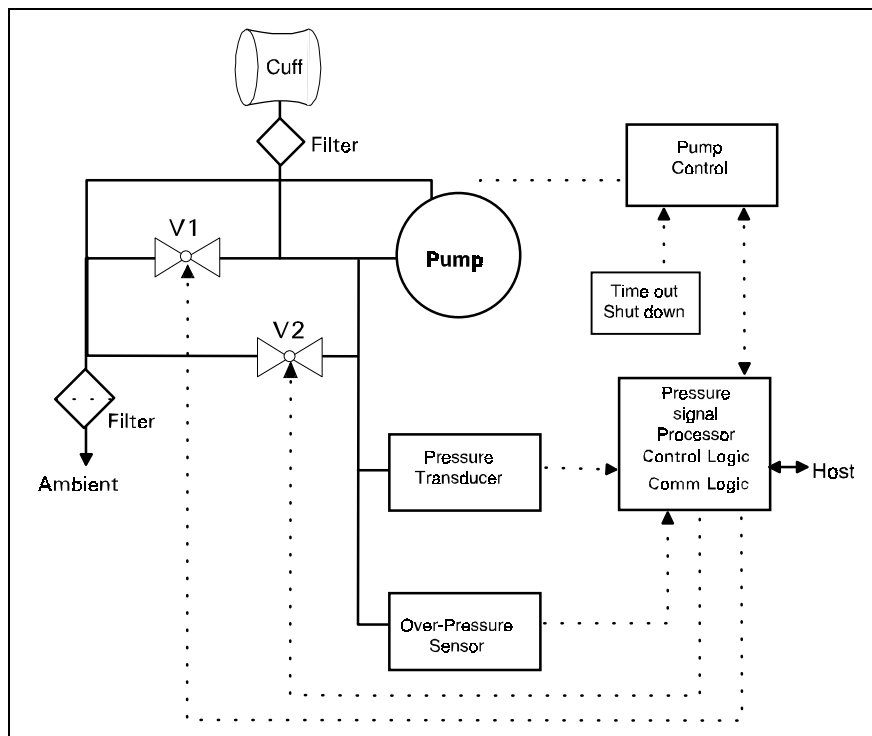 Cuff
Filter
Pump
Control
V1
Pump
Time out
Shut down
V2
Filter
Ambient
Pressure
signal
Processor
Control Logic
Comm Logic
Pressure
Transducer
Host
Over-Pressure
Sensor